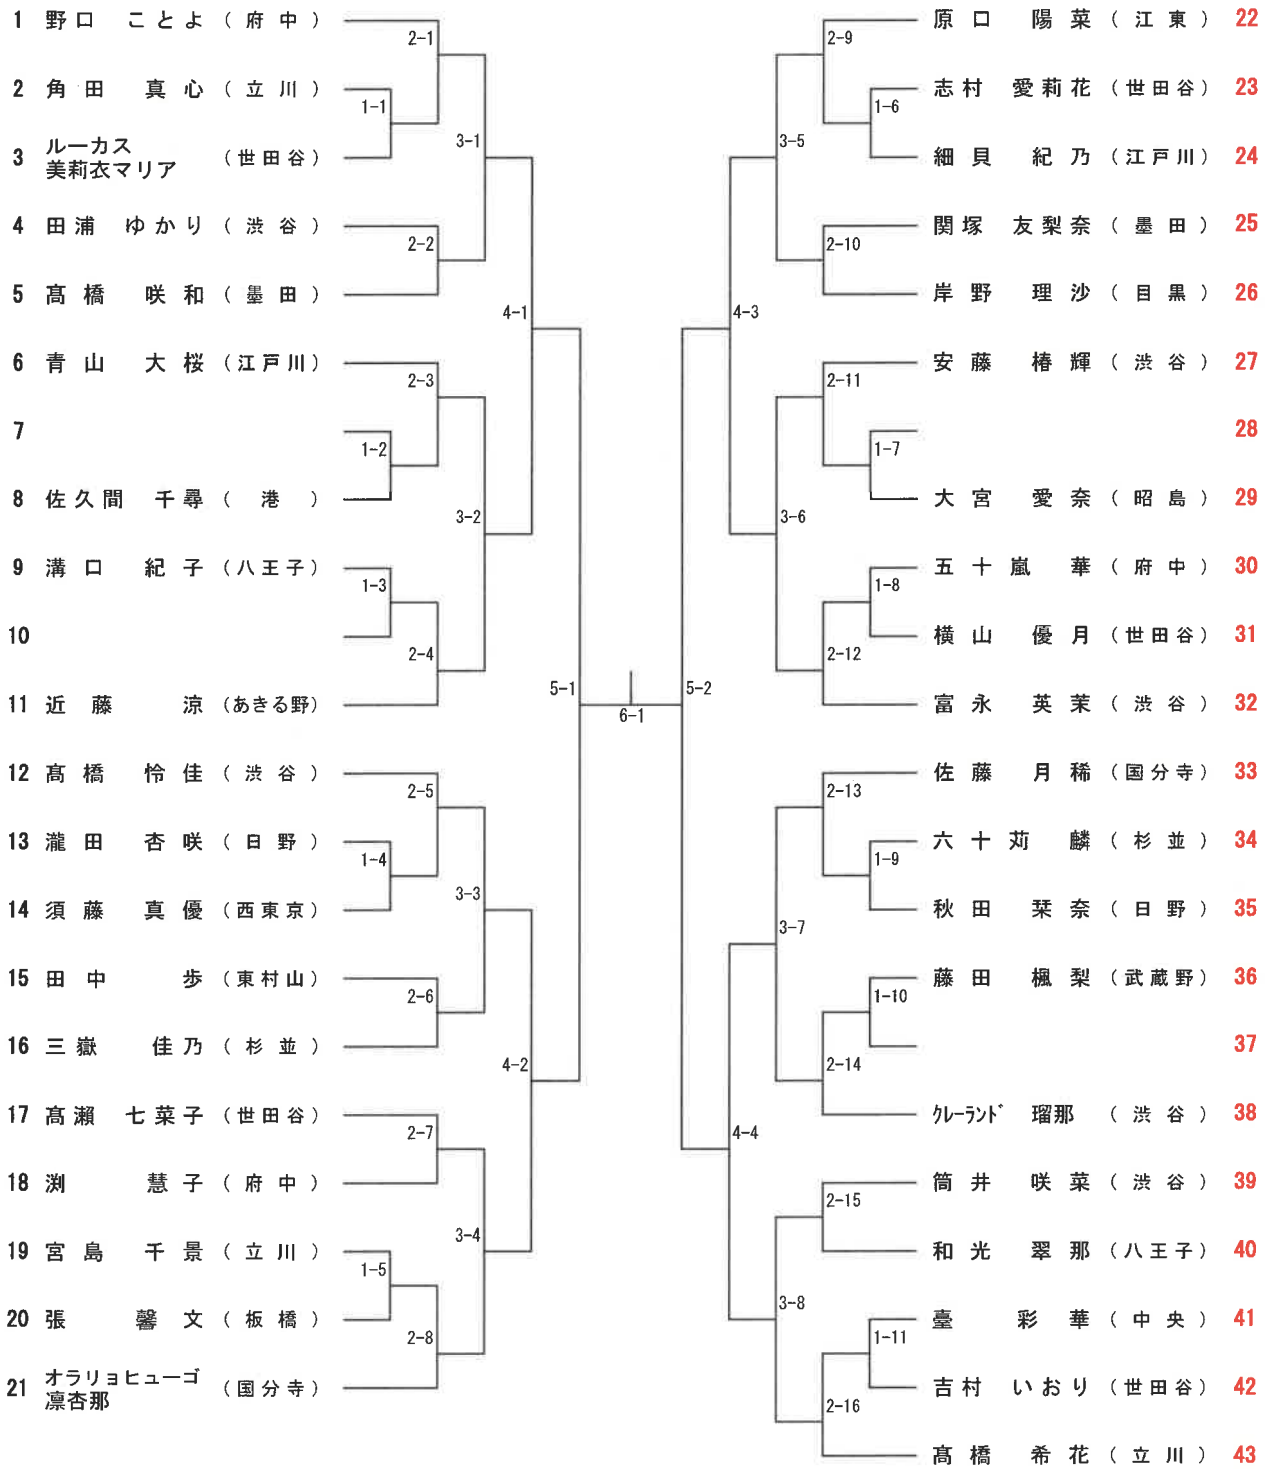 1 野口 ことよ (府中)
2 角田 真心 (立川)
3 ルーカス
美莉衣マリア (世田谷)
4 田浦 ゆかり (渋谷)
5 髙橋 咲和 (墨田)
6 青山 大桜 (江戸川)
7
8 佐久間 千尋 (港)
9 溝口 紀子 (八王子)
10
11 近藤 涼 (あきる野)
12 髙橋 怜佳 (渋谷)
13 瀧田 杏咲 (日野)
14 須藤 真優 (西東京)
15 田中 歩 (東村山)
16 三嶽 佳乃 (杉並)
17 髙瀨 七菜子 (世田谷)
18 渕 慧子 (府中)
19 宮島 千景 (立川)
20 張 馨文 (板橋)
21 オラリョヒューゴ
凛杏那 (国分寺)
2-1
1-1
3-1
2-2
4-1
2-3
1-2
3-2
1-3
2-4
5-1
2-5
1-4
3-3
2-6
4-2
2-7
3-4
1-5
2-8
6-1
2-9
1-6
3-5
2-10
4-3
2-11
1-7
3-6
1-8
2-12
5-2
2-13
1-9
3-7
1-10
2-14
4-4
2-15
3-8
1-11
2-16
原口 陽菜 (江東) 22
志村 愛莉花 (世田谷) 23
細貝 紀乃 (江戸川) 24
関塚 友梨奈 (墨田) 25
岸野 理沙 (目黒) 26
安藤 椿輝 (渋谷) 27
28
大宮 愛奈 (昭島) 29
五十嵐 華 (府中) 30
横山 優月 (世田谷) 31
富永 英茉 (渋谷) 32
佐藤 月稀 (国分寺) 33
六十苅 麟 (杉並) 34
秋田 栞奈 (日野) 35
藤田 楓梨 (武蔵野) 36
37
ｸﾚｰﾗﾝﾄﾞ 瑠那 (渋谷) 38
筒井 咲菜 (渋谷) 39
和光 翠那 (八王子) 40
臺 彩華 (中央) 41
吉村 いおり (世田谷) 42
髙橋 希花 (立川) 43